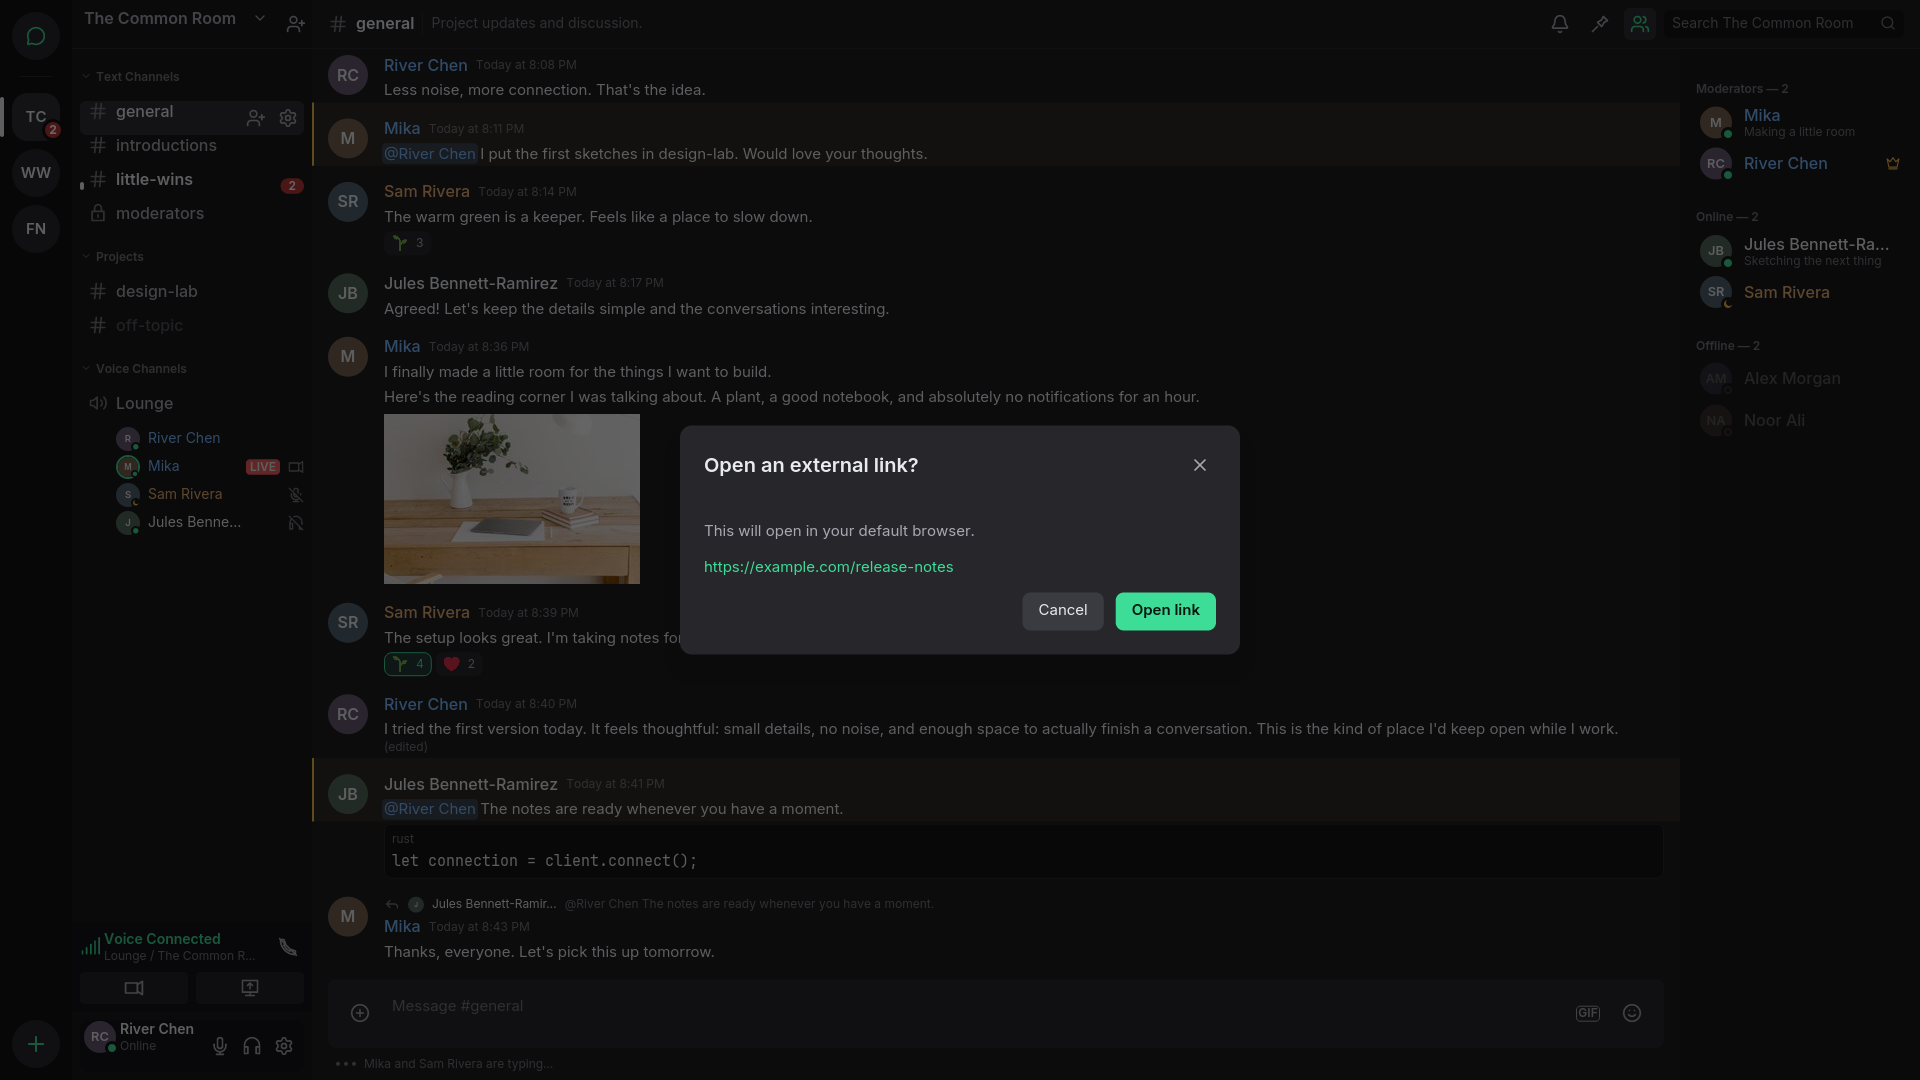 The Common Room
TC
2
WW
FN
Text Channels
general
introductions
little-wins
2
moderators
Projects
design-lab
off-topic
Voice Channels
Lounge
R
River Chen
M
Mika
LIVE
S
Sam Rivera
J
Jules Benne...
Voice Connected
Lounge / The Common R...
RC
River Chen
Online
general
Project updates and discussion.
Search The Common Room
RC
River Chen
Today at 8:08 PM
Less noise, more connection. That's the idea.
M
Mika
Today at 8:11 PM
@River Chen I put the first sketches in design-lab. Would love your thoughts.
SR
Sam Rivera
Today at 8:14 PM
The warm green is a keeper. Feels like a place to slow down.
3
JB
Jules Bennett-Ramirez
Today at 8:17 PM
Agreed! Let's keep the details simple and the conversations interesting.
M
Mika
Today at 8:36 PM
I finally made a little room for the things I want to build.
Here's the reading corner I was talking about. A plant, a good notebook, and absolutely no notifications for an hour.
SR
Sam Rivera
Today at 8:39 PM
The setup looks great. I'm taking notes for
4
2
RC
River Chen
Today at 8:40 PM
I tried the first version today. It feels thoughtful: small details, no noise, and enough space to actually finish a conversation. This is the kind of place I'd keep open while I work.
(edited)
JB
Jules Bennett-Ramirez
Today at 8:41 PM
@River Chen The notes are ready whenever you have a moment.
rust
let connection = client.connect();
J
Jules Bennett-Ramir...
@River Chen The notes are ready whenever you have a moment.
M
Mika
Today at 8:43 PM
Thanks, everyone. Let's pick this up tomorrow.
Message #general
GIF
Mika and Sam Rivera are typing...
Open an external link?
This will open in your default browser.
https://example.com/release-notes
Cancel
Open link
Moderators — 2
M
Mika
Making a little room
RC
River Chen
Online — 2
JB
Jules Bennett-Ra...
Sketching the next thing
SR
Sam Rivera
Offline — 2
AM
Alex Morgan
NA
Noor Ali